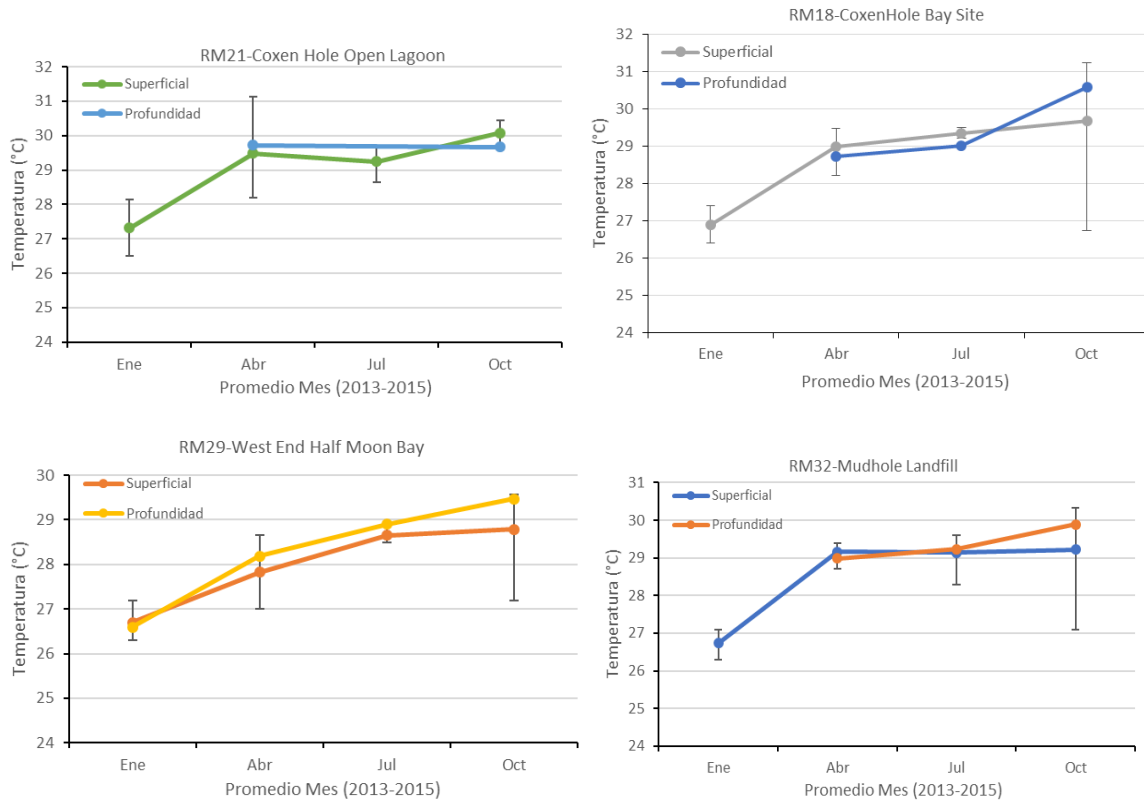 RM21-Coxen Hole Open Lagoon
32
31
30
29
28
27
26
25
24
Temperatura (°C)
Superficial
Profundidad
Ene
Abr
Jul
Oct
Promedio Mes (2013-2015)
RM18-CoxenHole Bay Site
32
31
30
29
28
27
26
25
24
Temperatura (°C)
Superficial
Profundidad
Ene
Abr
Jul
Oct
Promedio Mes (2013-2015)
RM29-West End Half Moon Bay
30
29
28
27
26
25
24
Temperatura (°C)
Superficial
Profundidad
Ene
Abr
Jul
Oct
Promedio Mes (2013-2015)
RM32-Mudhole Landfill
31
30
29
28
27
26
25
24
Temperatura (°C)
Superficial
Profundidad
Ene
Abr
Jul
Oct
Promedio Mes (2013-2015)